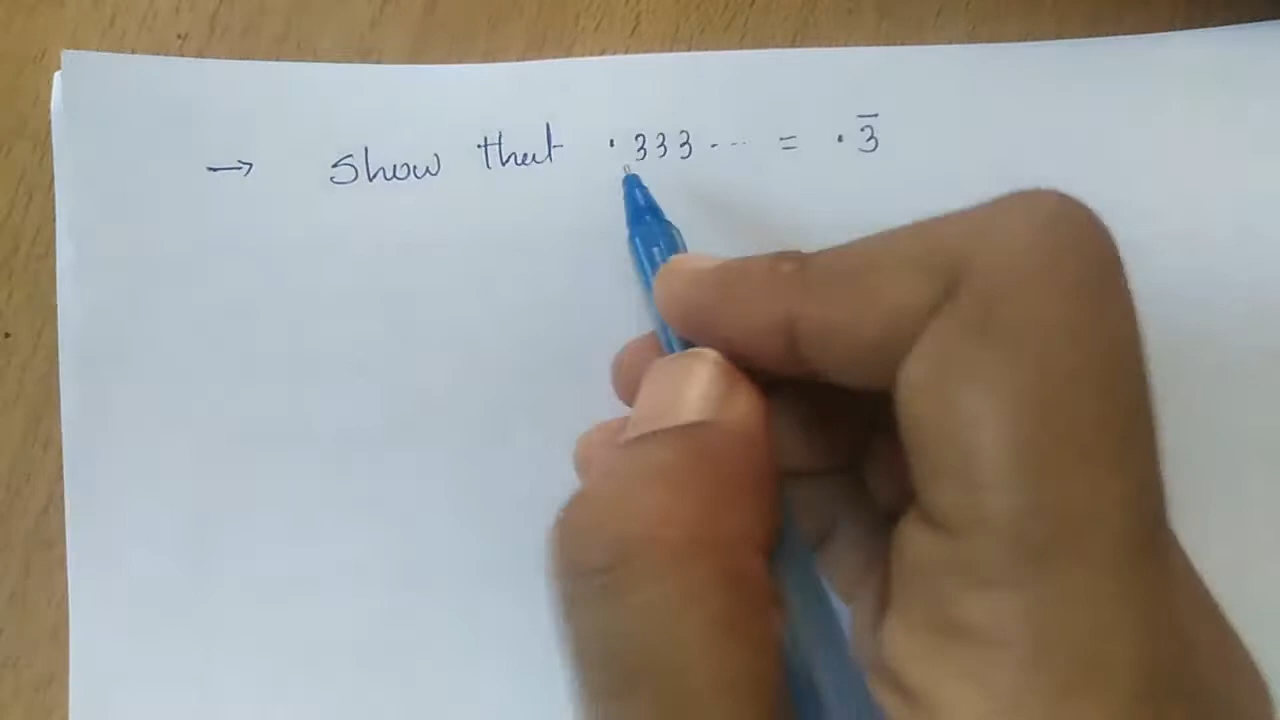 → Show that .333... = .3̅